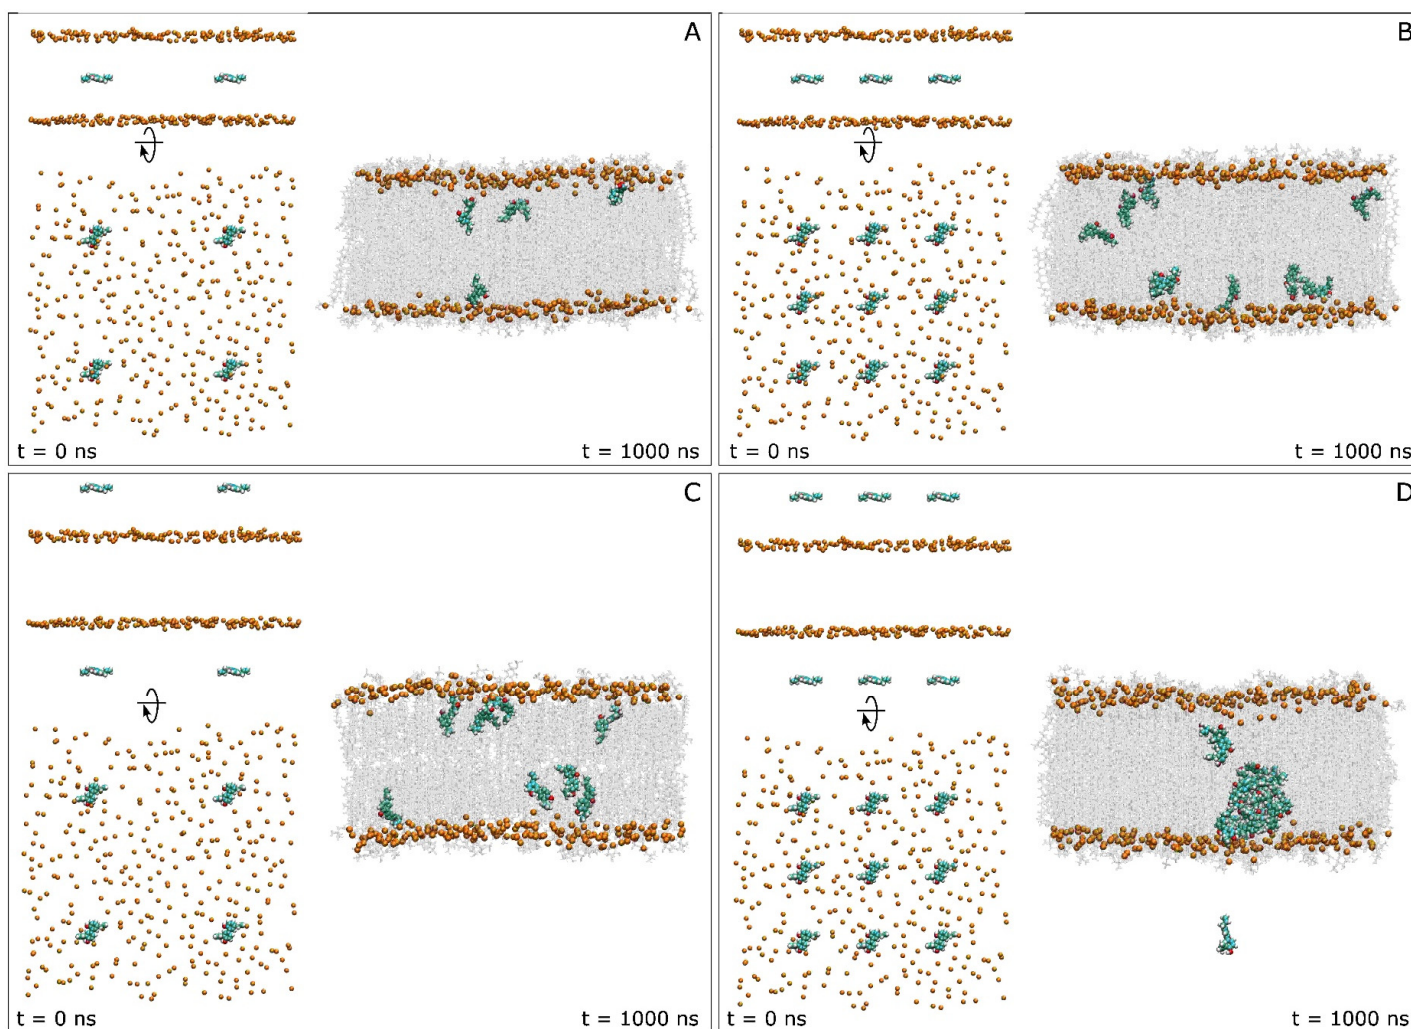 A
t = 0 ns
t = 1000 ns
B
t = 0 ns
t = 1000 ns
C
t = 0 ns
t = 1000 ns
D
t = 0 ns
t = 1000 ns